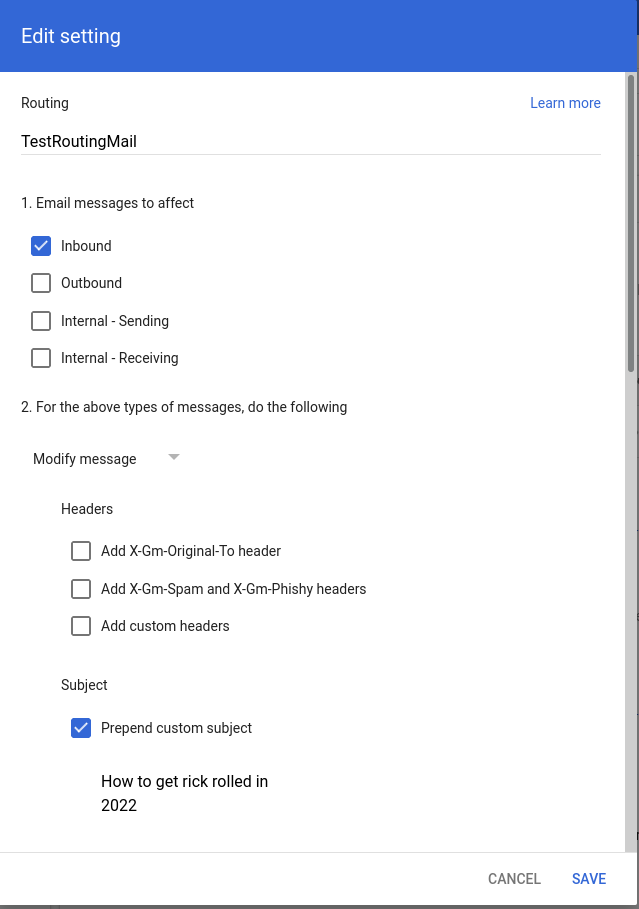 Edit setting
Routing
Learn more
TestRoutingMail
1. Email messages to affect
Inbound
Outbound
Internal - Sending
Internal - Receiving
2. For the above types of messages, do the following
Modify message
Headers
Add X-Gm-Original-To header
Add X-Gm-Spam and X-Gm-Phishy headers
Add custom headers
Subject
Prepend custom subject
How to get rick rolled in
2022
CANCEL
SAVE